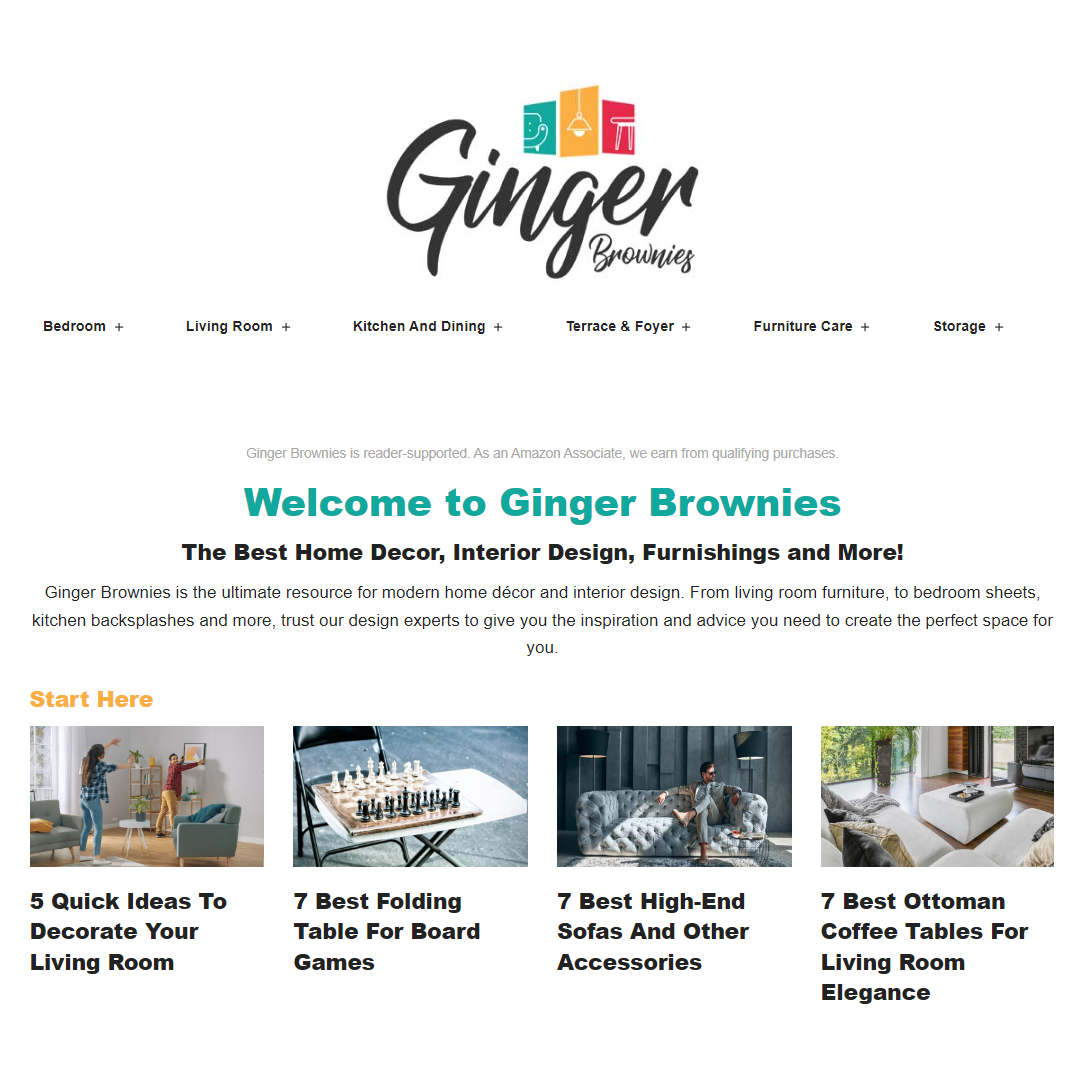 Ginger
Brownies
Bedroom + Living Room + Kitchen And Dining + Terrace & Foyer + Furniture Care + Storage +
Ginger Brownies is reader-supported. As an Amazon Associate, we earn from qualifying purchases.
Welcome to Ginger Brownies
The Best Home Decor, Interior Design, Furnishings and More!
Ginger Brownies is the ultimate resource for modern home décor and interior design. From living room furniture, to bedroom sheets,
kitchen backsplashes and more, trust our design experts to give you the inspiration and advice you need to create the perfect space for
you.
Start Here
5 Quick Ideas To
Decorate Your
Living Room
7 Best Folding
Table For Board
Games
7 Best High-End
Sofas And Other
Accessories
7 Best Ottoman
Coffee Tables For
Living Room
Elegance